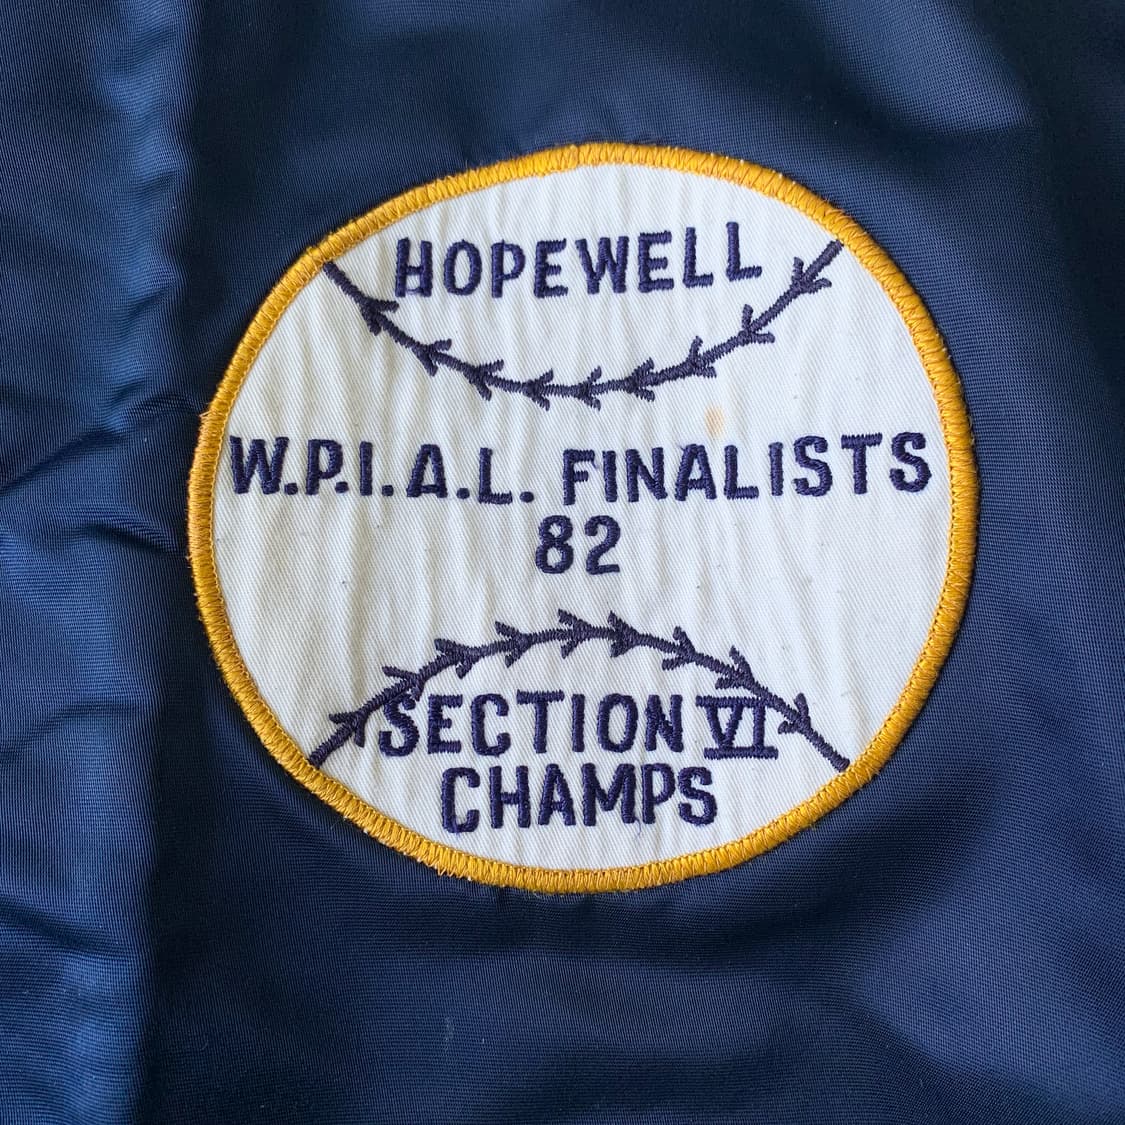 HOPEWELL
W.P.I.A.L. FINALISTS
82
SECTION VI
CHAMPS